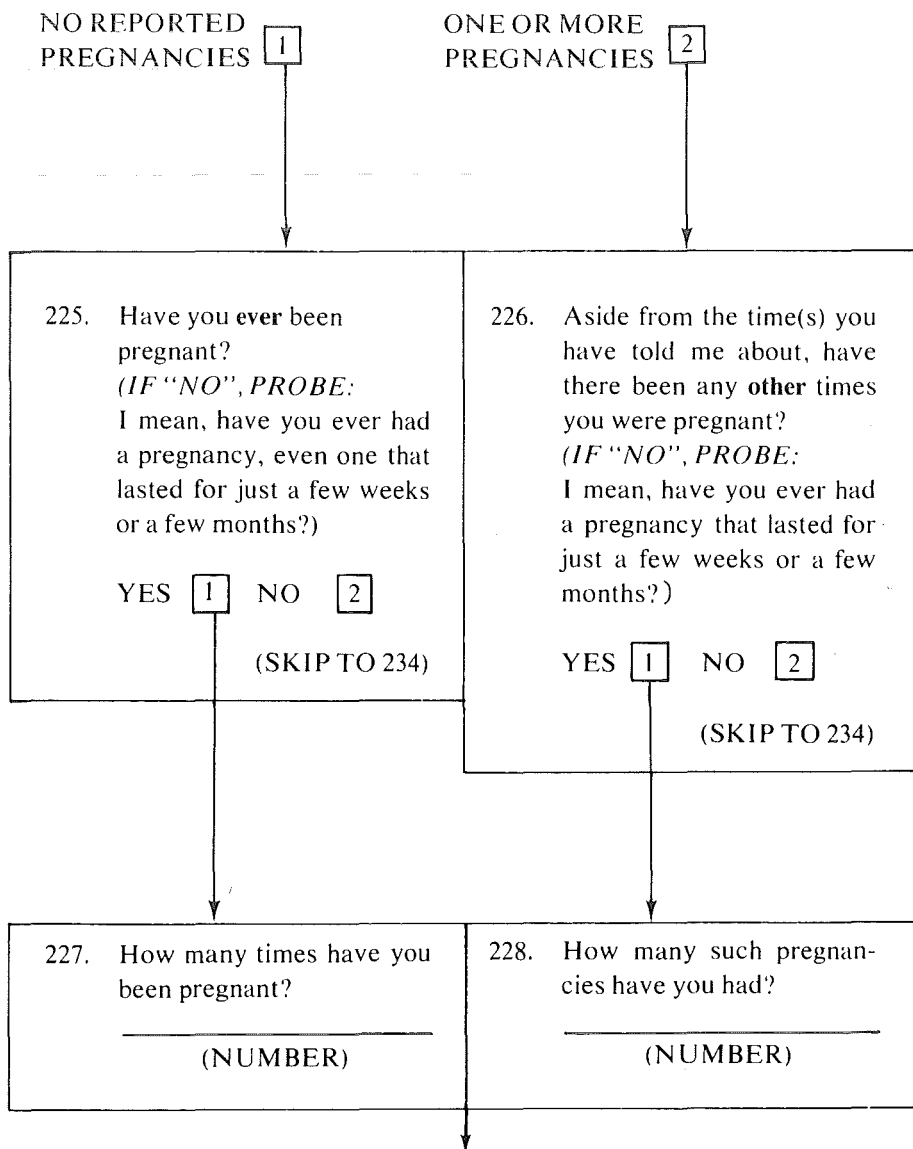 NO REPORTED
PREGNANCIES 1
ONE OR MORE
PREGNANCIES 2
225. Have you ever been
pregnant?
(IF “NO”, PROBE:
I mean, have you ever had
a pregnancy, even one that
lasted for just a few weeks
or a few months?)
YES 1 NO 2
(SKIP TO 234)
226. Aside from the time(s) you
have told me about, have
there been any other times
you were pregnant?
(IF “NO”, PROBE:
I mean, have you ever had
a pregnancy that lasted for
just a few weeks or a few
months?)
YES 1 NO 2
(SKIP TO 234)
227. How many times have you
been pregnant?
(NUMBER)
228. How many such pregnan-
cies have you had?
(NUMBER)